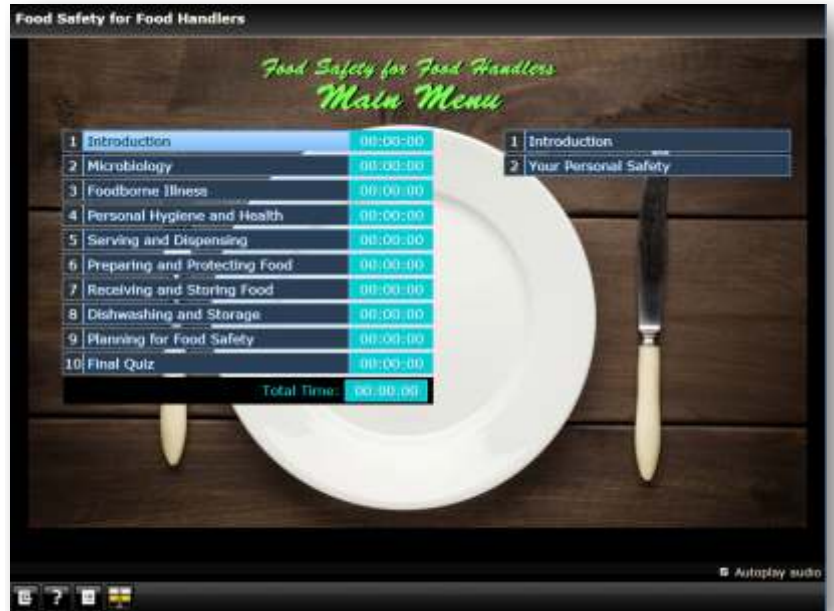 Food Safety for Food Handlers
Food Safety for Food Handlers
Main Menu
1 Introduction 00:00:00
2 Microbiology 00:00:00
3 Foodborne Illness 00:00:00
4 Personal Hygiene and Health 00:00:00
5 Serving and Dispensing 00:00:00
6 Preparing and Protecting Food 00:00:00
7 Receiving and Storing Food 00:00:00
8 Dishwashing and Storage 00:00:00
9 Planning for Food Safety 00:00:00
10 Final Quiz 00:00:00
Total Time: 00:00:00
1 Introduction
2 Your Personal Safety
Autoplay audio
?